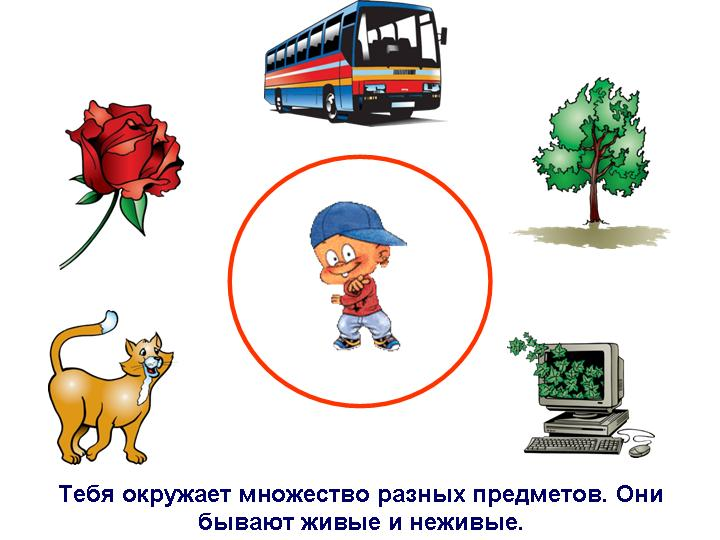 Тебя окружает множество разных предметов. Они
бывают живые и неживые.